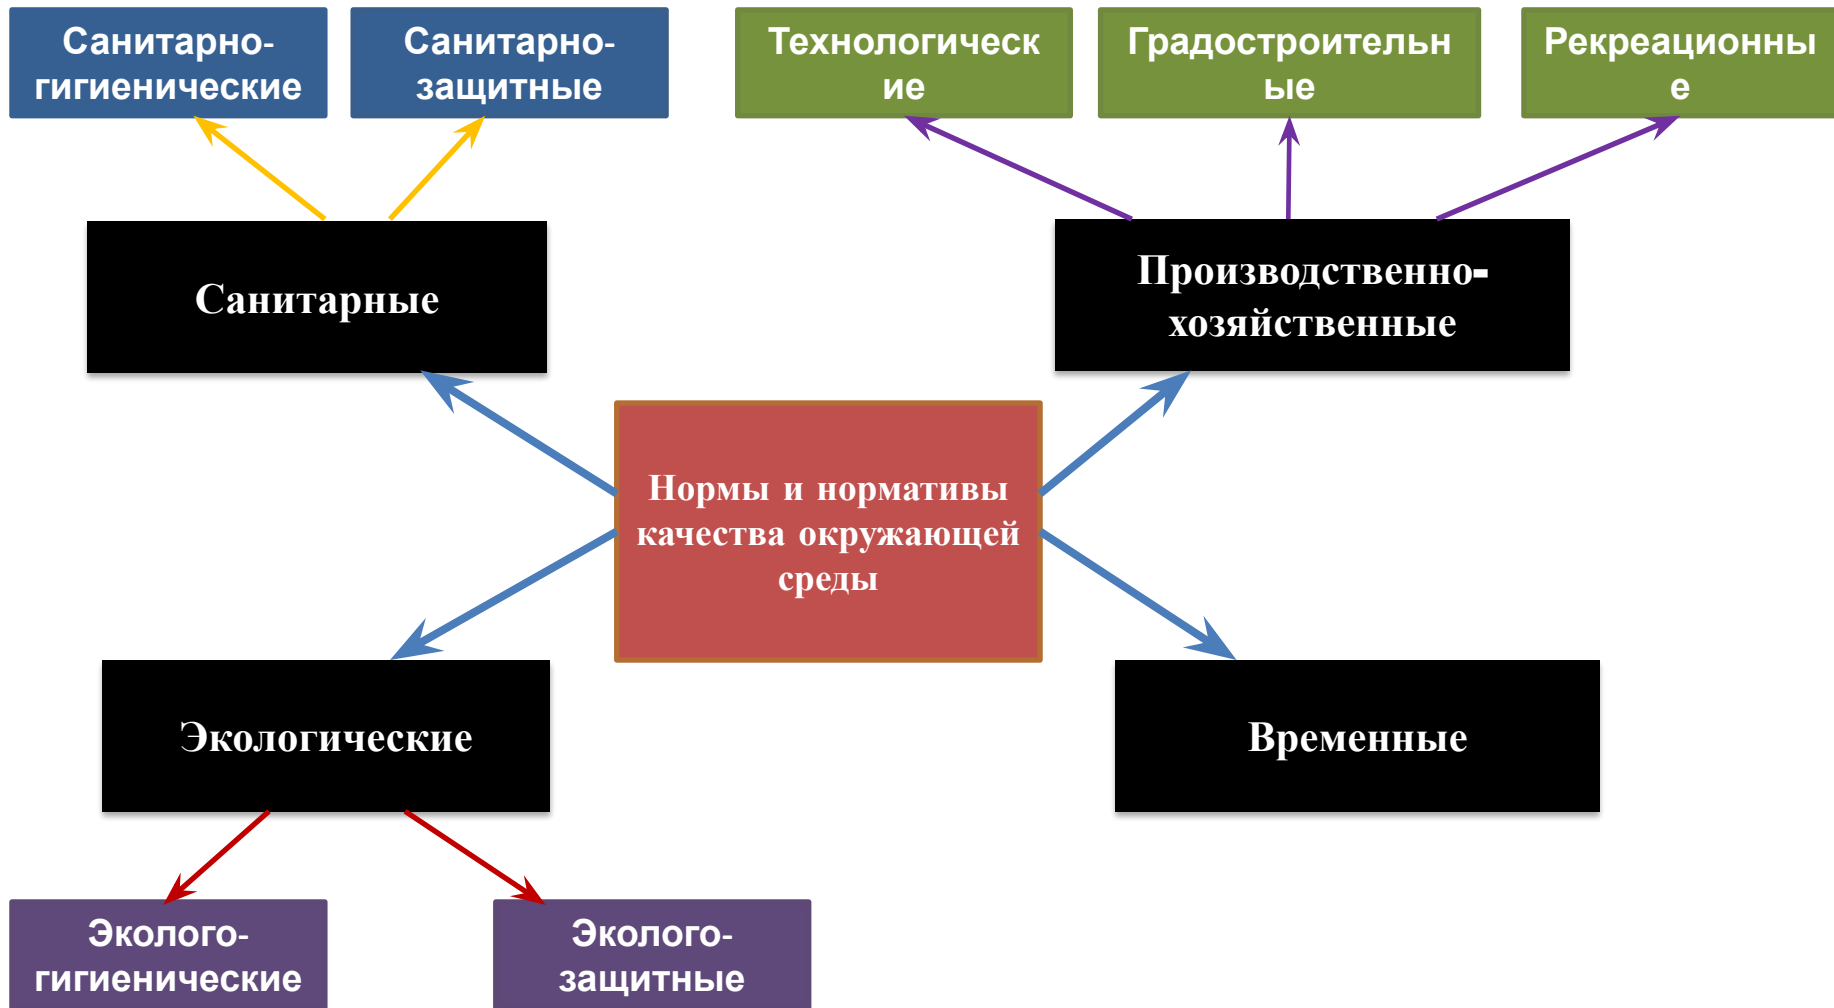 Санитарно-
гигиенические
Санитарно-
защитные
Технологическ
ие
Градостроительн
ые
Рекреационны
е
Санитарные
Производственно-
хозяйственные
Нормы и нормативы
качества окружающей
среды
Экологические
Временные
Эколого-
гигиенические
Эколого-
защитные